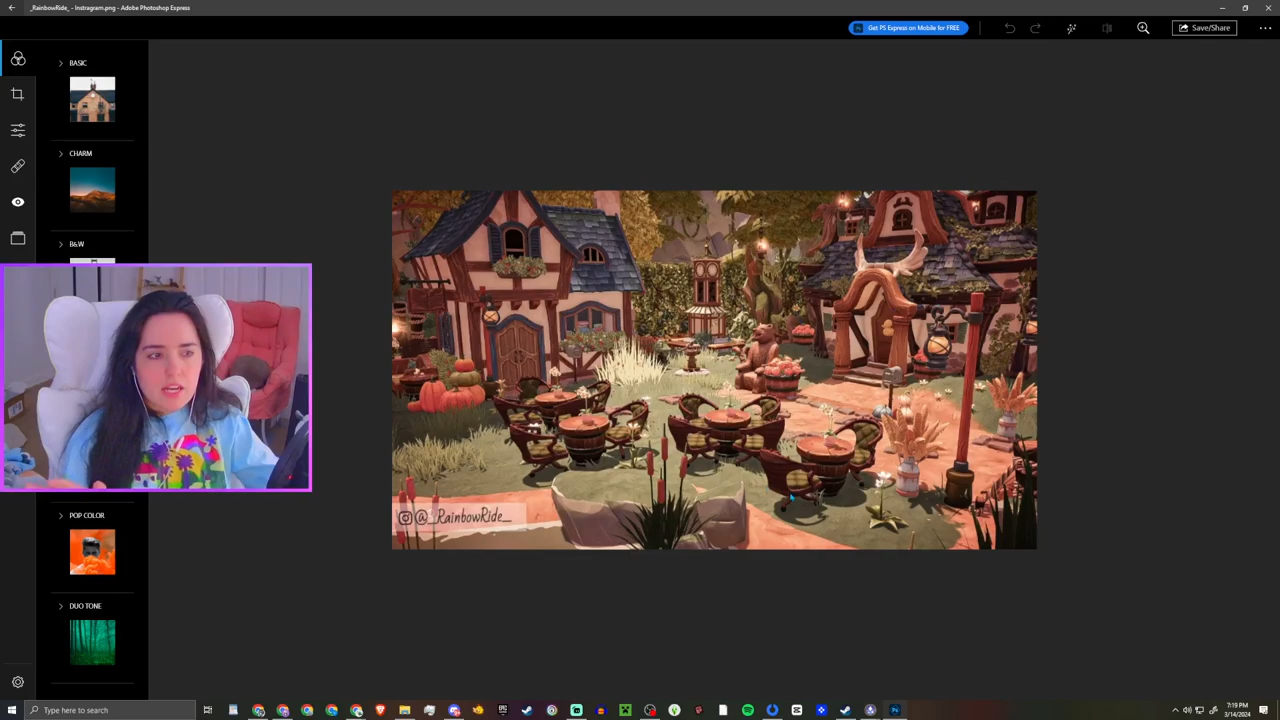 _RainbowRide_ - Instragram.png - Adobe Photoshop Express
Get PS Express on Mobile for FREE
Save/Share
BASIC
CHARM
B&W
POP COLOR
DUO TONE
@_RainbowRide_
Type here to search
7:19 PM
3/14/2024